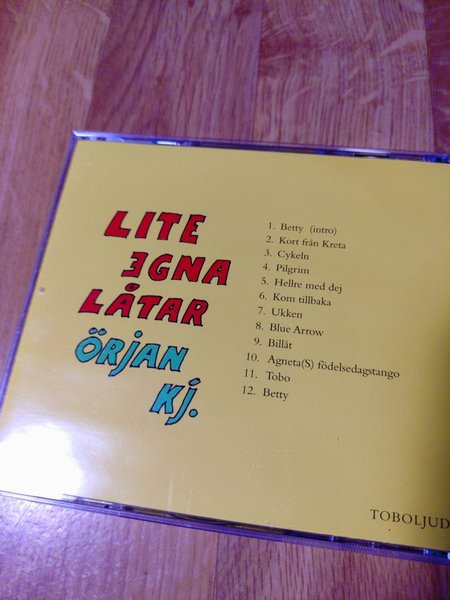 LITE
EGNA
LÅTAR
ÖRJAN
KJ.
1. Betty (intro)
2. Kort från Kreta
3. Cykeln
4. Pilgrim
5. Hellre med dej
6. Kom tillbaka
7. Ukken
8. Blue Arrow
9. Billåt
10. Agneta(S) födelsedagstango
11. Tobo
12. Betty
TOBOLJUD